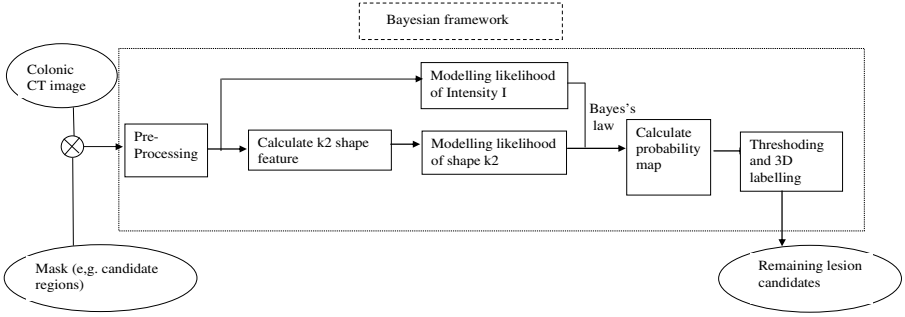 Bayesian framework
Colonic
CT image
Modelling likelihood
of Intensity I
Bayes's
law
Pre-
Processing
Calculate k2 shape
feature
Modelling likelihood
of shape k2
Calculate
probability
map
Thresholding
and 3D
labelling
Mask (e,g. candidate
regions)
Remaining lesion
candidates